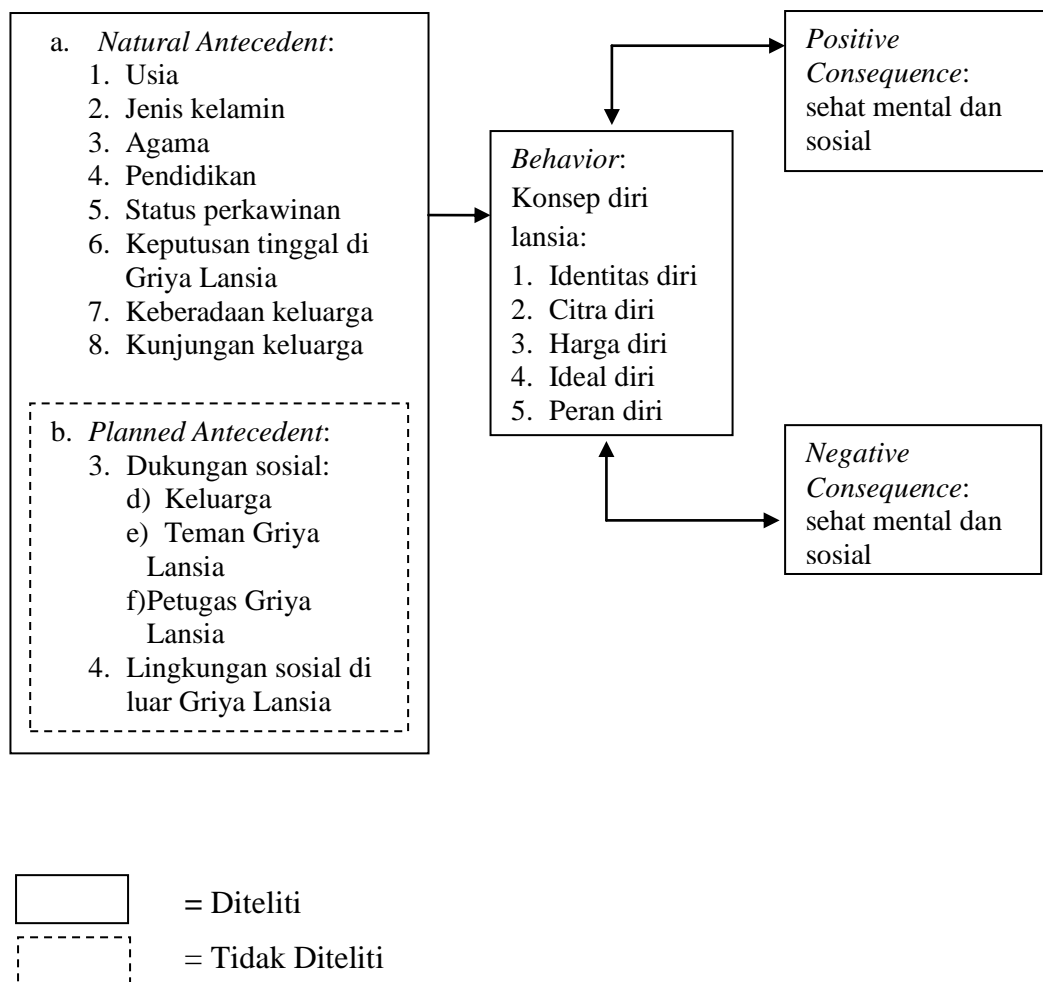 a. Natural Antecedent:
1. Usia
2. Jenis kelamin
3. Agama
4. Pendidikan
5. Status perkawinan
6. Keputusan tinggal di
Griya Lansia
7. Keberadaan keluarga
8. Kunjungan keluarga
b. Planned Antecedent:
3. Dukungan sosial:
d) Keluarga
e) Teman Griya
Lansia
f)Petugas Griya
Lansia
4. Lingkungan sosial di
luar Griya Lansia
Behavior:
Konsep diri
lansia:
1. Identitas diri
2. Citra diri
3. Harga diri
4. Ideal diri
5. Peran diri
Positive
Consequence:
sehat mental dan
sosial
Negative
Consequence:
sehat mental dan
sosial
= Diteliti
= Tidak Diteliti